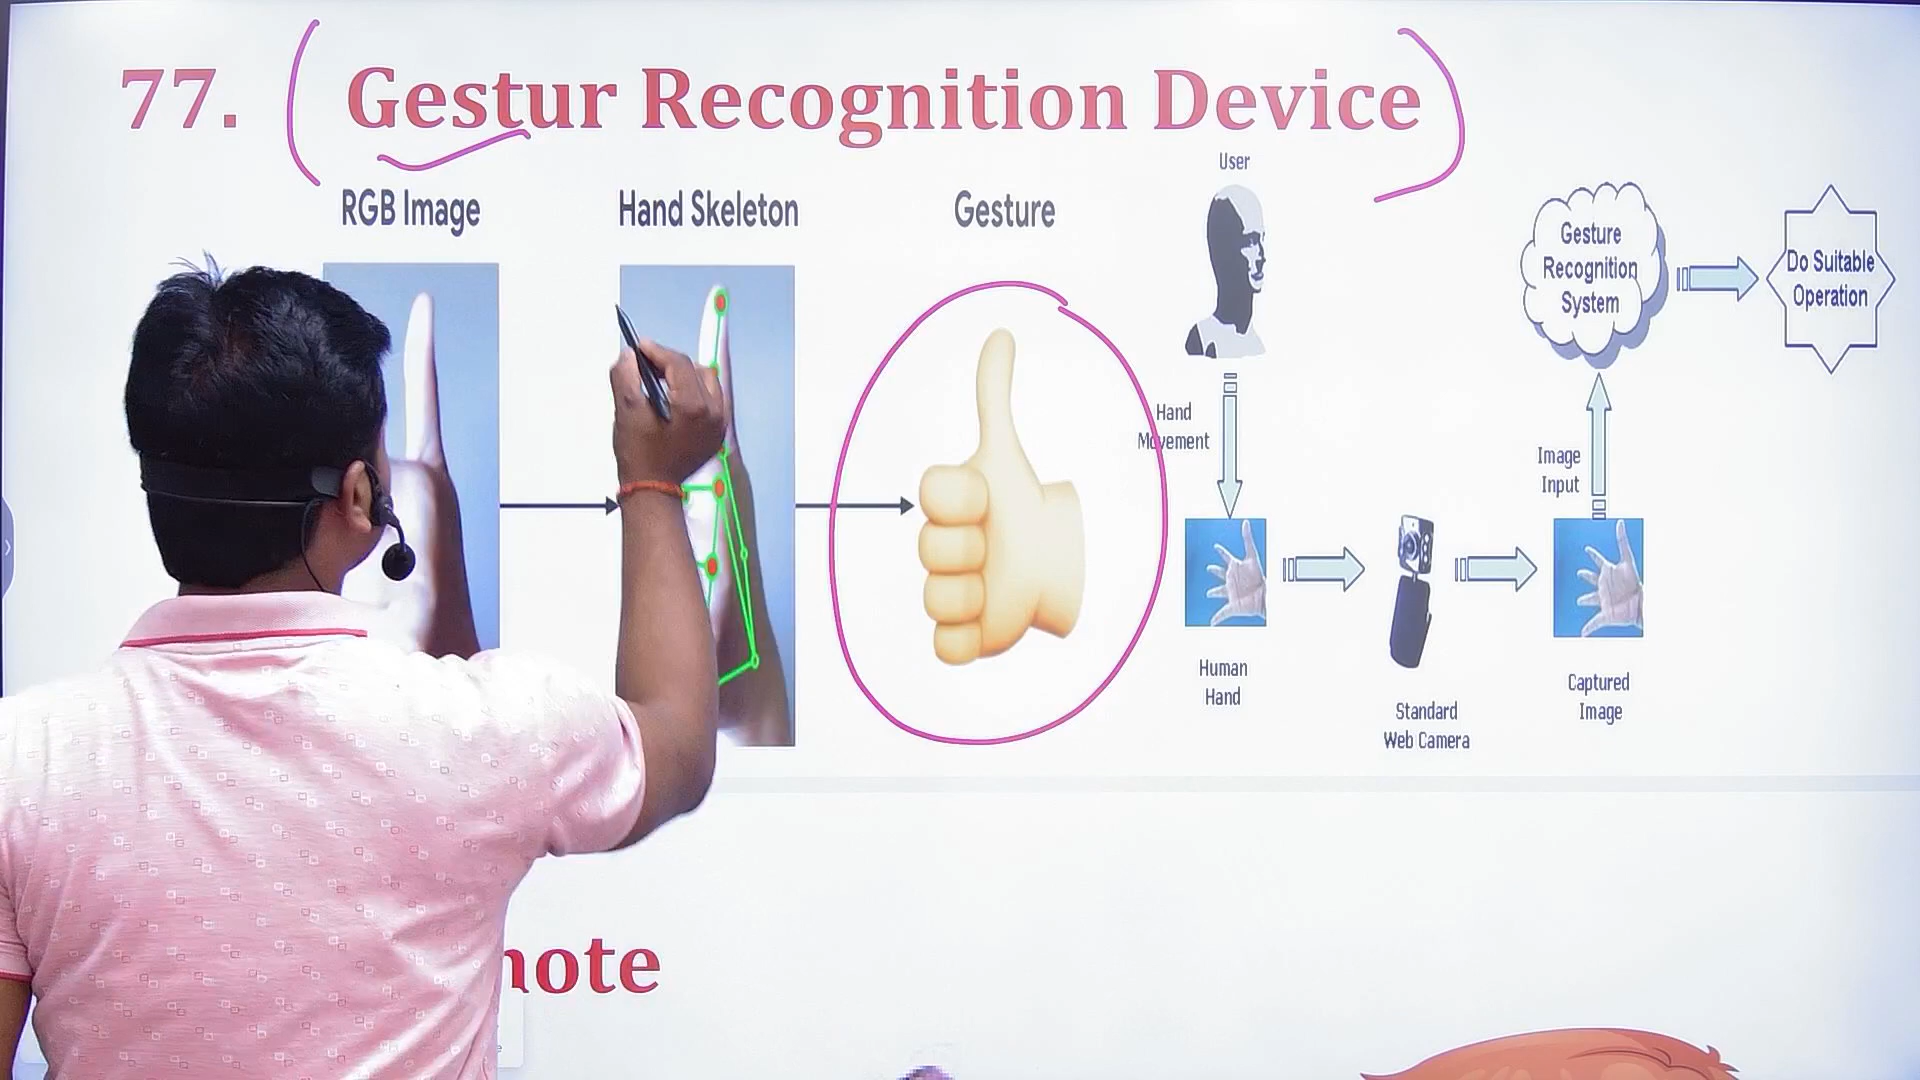 77. Gestur Recognition Device
RGB Image
Hand Skeleton
Gesture
User
Hand
Movement
Human
Hand
Standard
Web Camera
Captured
Image
Image
Input
Gesture
Recognition
System
Do Suitable
Operation
note